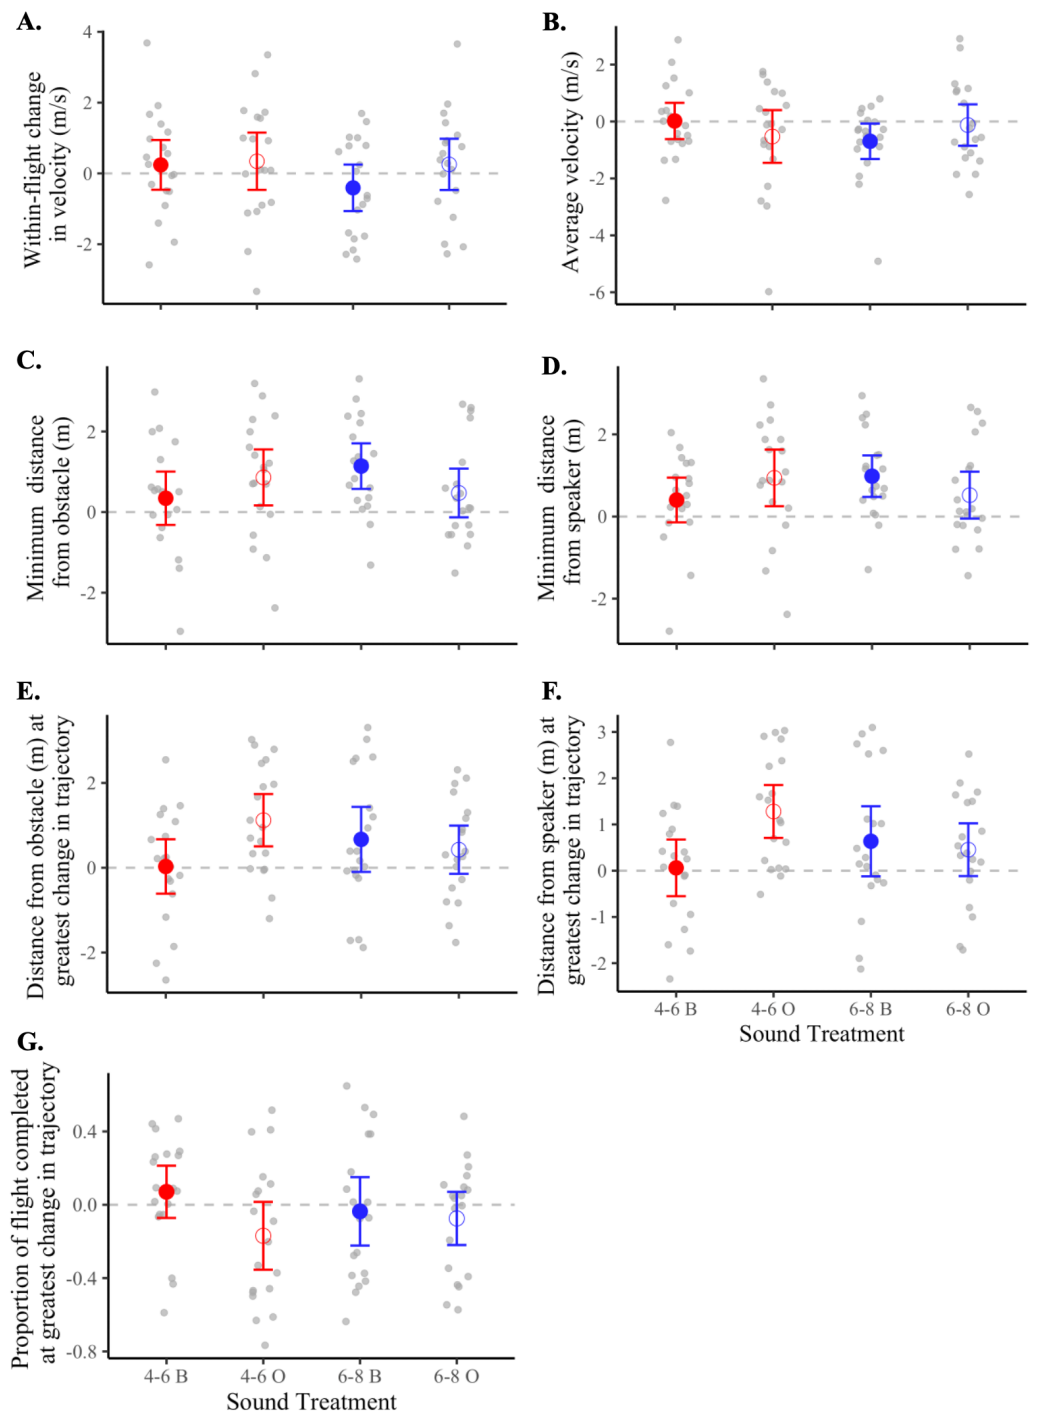 A.
Within-flight change
in velocity (m/s)
4
2
0
-2
B.
Average velocity (m/s)
2
0
-2
-4
-6
C.
Minimum distance
from obstacle (m)
2
0
-2
D.
Minimum distance
from speaker (m)
2
0
-2
E.
Distance from obstacle (m) at
greatest change in trajectory
2
0
-2
F.
Distance from speaker (m) at
greatest change in trajectory
3
2
1
0
-1
-2
4-6 B 4-6 O 6-8 B 6-8 O
Sound Treatment
G.
Proportion of flight completed
at greatest change in trajectory
0.4
0.0
-0.4
-0.8
4-6 B 4-6 O 6-8 B 6-8 O
Sound Treatment